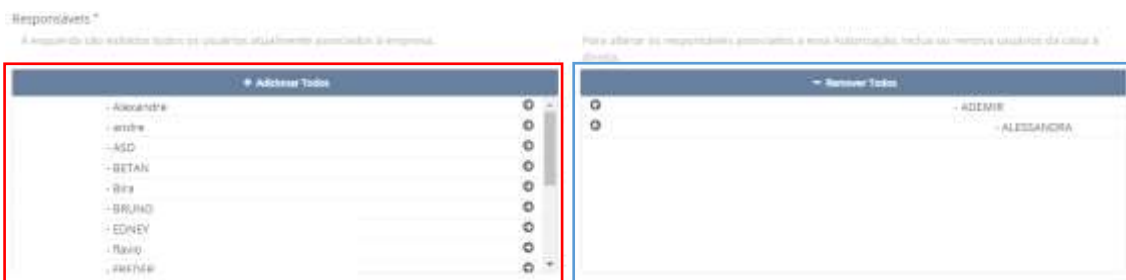 Responsáveis *
À esquerda são exibidos todos os usuários atualmente associados à empresa.
Para alterar os responsáveis associados a essa Autorização, inclua ou remova usuários da caixa à direita.
+ Adicionar Todos
- Alexandre
- andre
- ASO
- BETAN
- Bira
- BRUNO
- EDNEY
- flavio
− Remover Todos
- ADEMIR
- ALESSANDRA